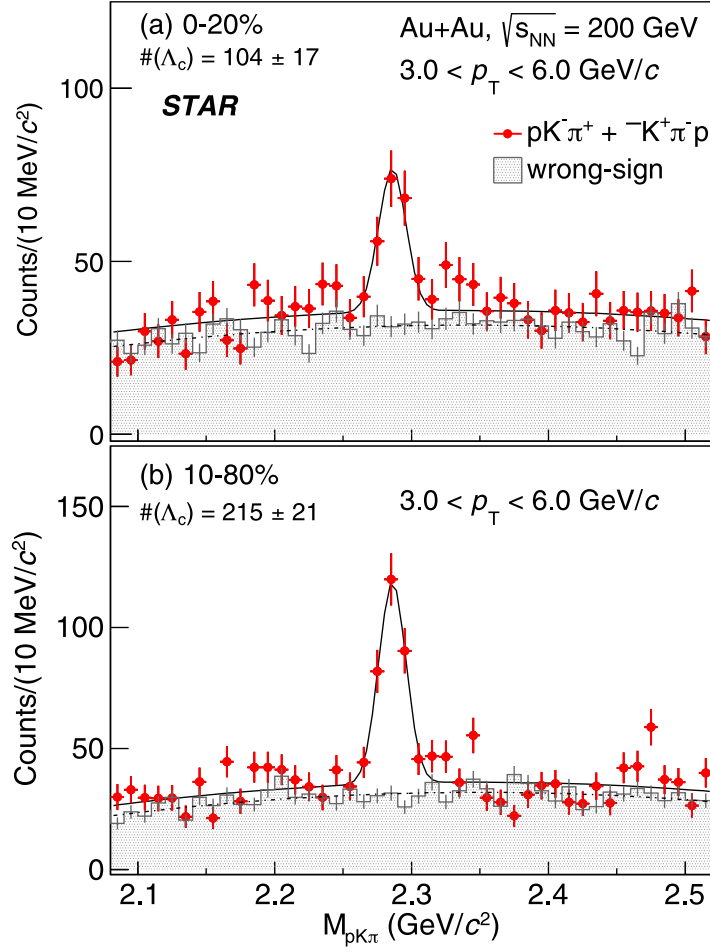 (a) 0-20%
Au+Au, √sNN = 200 GeV
#(Λc) = 104 ± 17
3.0 < pT < 6.0 GeV/c
STAR
pK⁻π⁺ + ⁻K⁺π⁻p
wrong-sign
100
50
0
Counts/(10 MeV/c²)
(b) 10-80%
#(Λc) = 215 ± 21
3.0 < pT < 6.0 GeV/c
150
100
50
0
Counts/(10 MeV/c²)
2.1 2.2 2.3 2.4 2.5
MpKπ (GeV/c²)